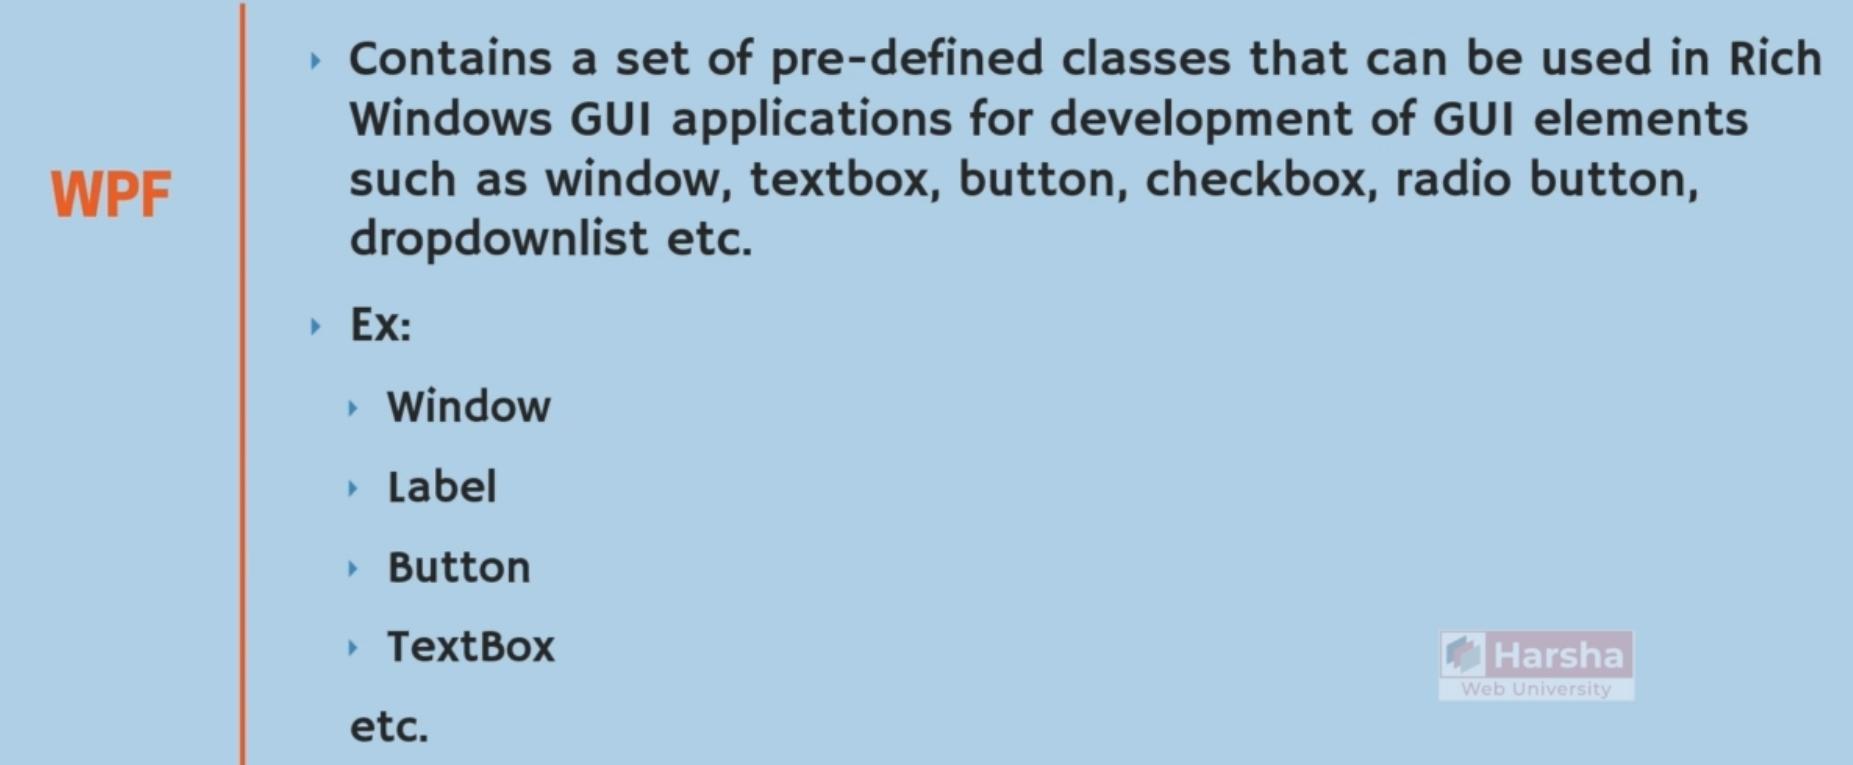 WPF
Contains a set of pre-defined classes that can be used in Rich
Windows GUI applications for development of GUI elements
such as window, textbox, button, checkbox, radio button,
dropdownlist etc.
Ex:
Window
Label
Button
TextBox
etc.
Harsha
Web University